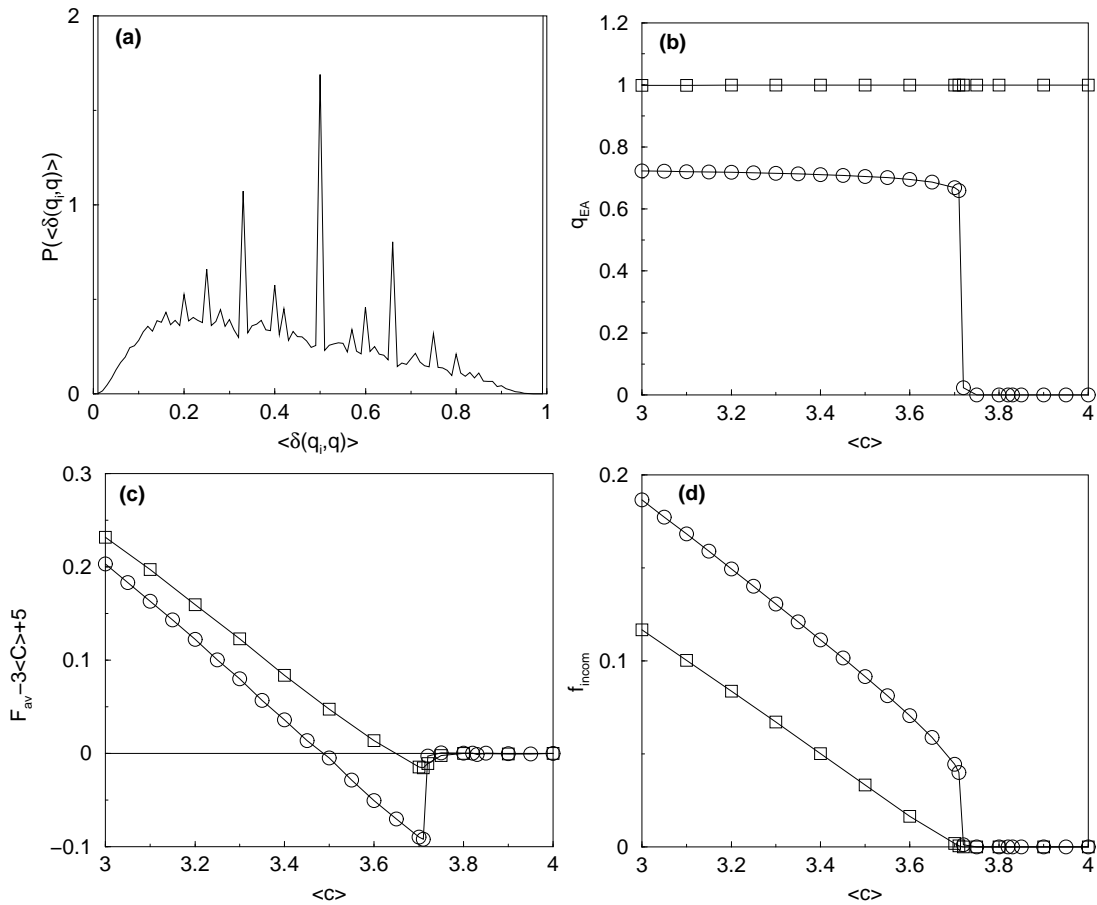 (a)
2
1
0
P(<δ(qᵢ,q)>)
0 0.2 0.4 0.6 0.8 1
<δ(qᵢ,q)>
(b)
1.2
1
0.8
0.6
0.4
0.2
0
q_EA
3 3.2 3.4 3.6 3.8 4
<c>
(c)
0.3
0.2
0.1
0
−0.1
F_av−3<C>+5
3 3.2 3.4 3.6 3.8 4
<c>
(d)
0.2
0.1
0
f_incom
3 3.2 3.4 3.6 3.8 4
<c>